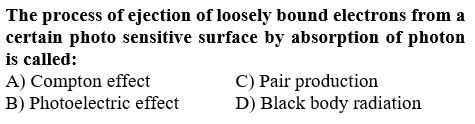 The process of ejection of loosely bound electrons from a
certain photo sensitive surface by absorption of photon
is called:
A) Compton effect C) Pair production
B) Photoelectric effect D) Black body radiation